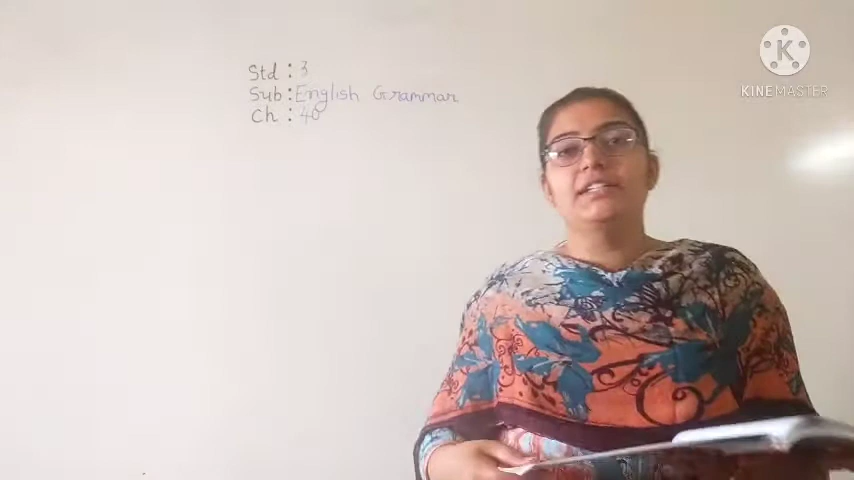 Std : 3
Sub : English Grammar
Ch : 40
K
KINEMASTER